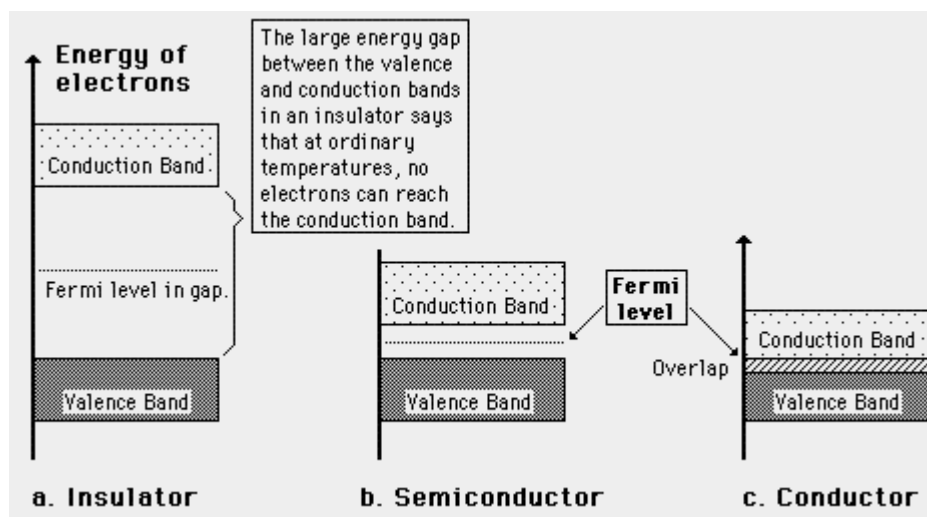 Energy of
electrons
The large energy gap
between the valence
and conduction bands
in an insulator says
that at ordinary
temperatures, no
electrons can reach
the conduction band.
Conduction Band
Fermi level in gap.
Valence Band
Conduction Band
Valence Band
Fermi
level
Conduction Band
Overlap
Valence Band
a. Insulator
b. Semiconductor
c. Conductor